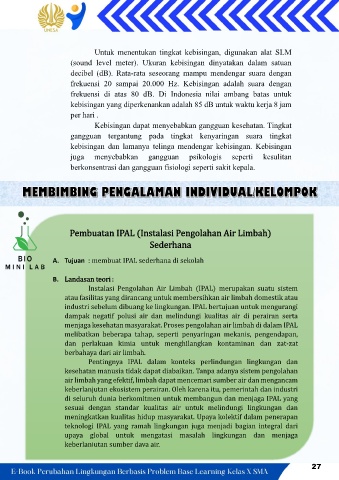 UNESA
Untuk menentukan tingkat kebisingan, digunakan alat SLM
(sound level meter). Ukuran kebisingan dinyatakan dalam satuan
decibel (dB). Rata-rata seseorang mampu mendengar suara dengan
frekuensi 20 sampai 20.000 Hz. Kebisingan adalah suara dengan
frekuensi di atas 80 dB. Di Indonesia nilai ambang batas untuk
kebisingan yang diperkenankan adalah 85 dB untuk waktu kerja 8 jam
per hari .
Kebisingan dapat menyebabkan gangguan kesehatan. Tingkat
gangguan tergantung pada tingkat kenyaringan suara tingkat
kebisingan dan lamanya telinga mendengar kebisingan. Kebisingan
juga menyebabkan gangguan psikologis seperti kesulitan
berkonsentrasi dan gangguan fisiologi seperti sakit kepala.
MEMBIMBING PENGALAMAN INDIVIDUAL/KELOMPOK
BIO
MINI LAB
Pembuatan IPAL (Instalasi Pengolahan Air Limbah)
Sederhana
A. Tujuan : membuat IPAL sederhana di sekolah
B. Landasan teori :
Instalasi Pengolahan Air Limbah (IPAL) merupakan suatu sistem
atau fasilitas yang dirancang untuk membersihkan air limbah domestik atau
industri sebelum dibuang ke lingkungan. IPAL bertujuan untuk mengurangi
dampak negatif polusi air dan melindungi kualitas air di perairan serta
menjaga kesehatan masyarakat. Proses pengolahan air limbah di dalam IPAL
melibatkan beberapa tahap, seperti penyaringan mekanis, pengendapan,
dan perlakuan kimia untuk menghilangkan kontaminan dan zat-zat
berbahaya dari air limbah.
Pentingnya IPAL dalam konteks perlindungan lingkungan dan
kesehatan manusia tidak dapat diabaikan. Tanpa adanya sistem pengolahan
air limbah yang efektif, limbah dapat mencemari sumber air dan mengancam
keberlanjutan ekosistem perairan. Oleh karena itu, pemerintah dan industri
di seluruh dunia berkomitmen untuk membangun dan menjaga IPAL yang
sesuai dengan standar kualitas air untuk melindungi lingkungan dan
meningkatkan kualitas hidup masyarakat. Upaya kolektif dalam penerapan
teknologi IPAL yang ramah lingkungan juga menjadi bagian integral dari
upaya global untuk mengatasi masalah lingkungan dan menjaga
keberlanjutan sumber daya air.
E-Book Perubahan Lingkungan Berbasis Problem Base Learning Kelas X SMA
27